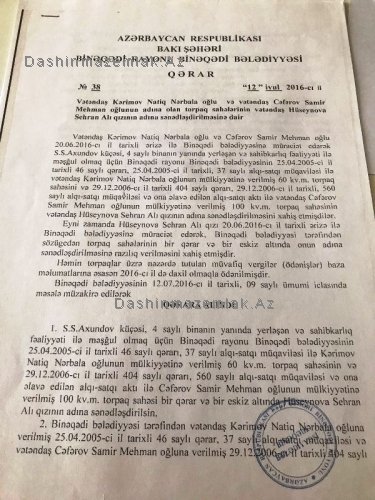 AZƏRBAYCAN RESPUBLİKASI
BAKI ŞƏHƏRİ
BİNƏQƏDİ RAYONU BİNƏQƏDİ BƏLƏDİYYƏSİ
Dashinmazemlak.Az
Q Ə R A R
№ 38 "12" iyul 2016-cı il
Vətəndaş Kərimov Natiq Nərbala oğlu və vətəndaş Cəfərov Samir
Mehman oğlunun adına olan torpaq sahələrinin vətəndaş Hüseynova
Sehran Ali qızının adına sənədləşdirilməsinə dair
Vətəndaş Kərimov Natiq Nərbala oğlu və Cəfərov Samir Mehman oğlu
20.06.2016-cı il tarixli ərizə ilə Binəqədi bələdiyyəsinə müraciət edərək
S.S.Axundov küçəsi, 4 saylı binanın yanında yerləşən və sahibkarlıq fəaliyyəti ilə
məşğul olmaq üçün Binəqədi rayonu Binəqədi bələdiyyəsinin 25.04.2005-ci il
tarixli 46 saylı qərarı, 25.04.2005-ci il tarixli, 37 saylı alqı-satqı müqaviləsi ilə
Kərimov Natiq Nərbala oğlunun mülkiyyətinə verilmiş 60 kv.m. torpaq
sahəsini və 29.12.2006-cı il tarixli 404 saylı qərarı, 29.12.2006-cı il tarixli, 560
saylı alqı-satqı müqaviləsi və ona əlavə edilən alqı-satqı aktı ilə vətəndaş Cəfərov
Samir Mehman oğlunun mülkiyyətinə verilmiş 100 kv.m. torpaq sahəsinin
vətəndaş Hüseynova Sehran Ali qızının adına sənədləşdirilməsini xahiş etmişdilər.
Eyni zamanda Hüseynova Sehran Ali qızı 20.06.2016-cı il tarixli ərizə ilə
Binəqədi bələdiyyəsinə müraciət edərək, Binəqədi bələdiyyəsi tərəfindən
sözügedən torpaq sahələrinin bir qərar və bir eskiz altında onun adına
sənədləşdirilməsinə razılıq verilməsini xahiş etmişdir.
Həmin torpaqlar üzrə nəzərdə tutulan müvafiq vergilər (ödənişlər) baza
məlumatlarına əsasən 2016-cı il də daxil olmaqla ödənilmişdir.
Binəqədi bələdiyyəsinin 12.07.2016-cı il tarixli, 09 saylı ümumi iclasında
məsələ müzakirə edilərək
Dashinmazemlak.Az
QƏRARA ALINDI:
1. S.S.Axundov küçəsi, 4 saylı binanın yanında yerləşən və sahibkarlıq
fəaliyyəti ilə məşğul olmaq üçün Binəqədi rayonu Binəqədi bələdiyyəsinin
25.04.2005-ci il tarixli 46 saylı qərarı, 37 saylı alqı-satqı müqaviləsi ilə Kərimov
Natiq Nərbala oğlunun mülkiyyətinə verilmiş 60 kv.m. torpaq sahəsi və
29.12.2006-cı il tarixli 404 saylı qərarı, 560 saylı alqı-satqı müqaviləsi və ona
əlavə edilən alqı-satqı aktı ilə Cəfərov Samir Mehman oğlunun mülkiyyətinə
verilmiş 100 kv.m. torpaq sahəsi bir qərar və bir eskiz altında Hüseynova Sehran
Ali qızının adına sənədləşdirilsin.
2. Binəqədi bələdiyyəsi tərəfindən vətəndaş Kərimov Natiq Nərbala oğluna
verilmiş 25.04.2005-ci il tarixli 46 saylı qərar, 37 saylı alqı-satqı müqaviləsi və
vətəndaş Cəfərov Samir Mehman oğluna verilmiş 29.12.2006-cı il tarixli 404 saylı